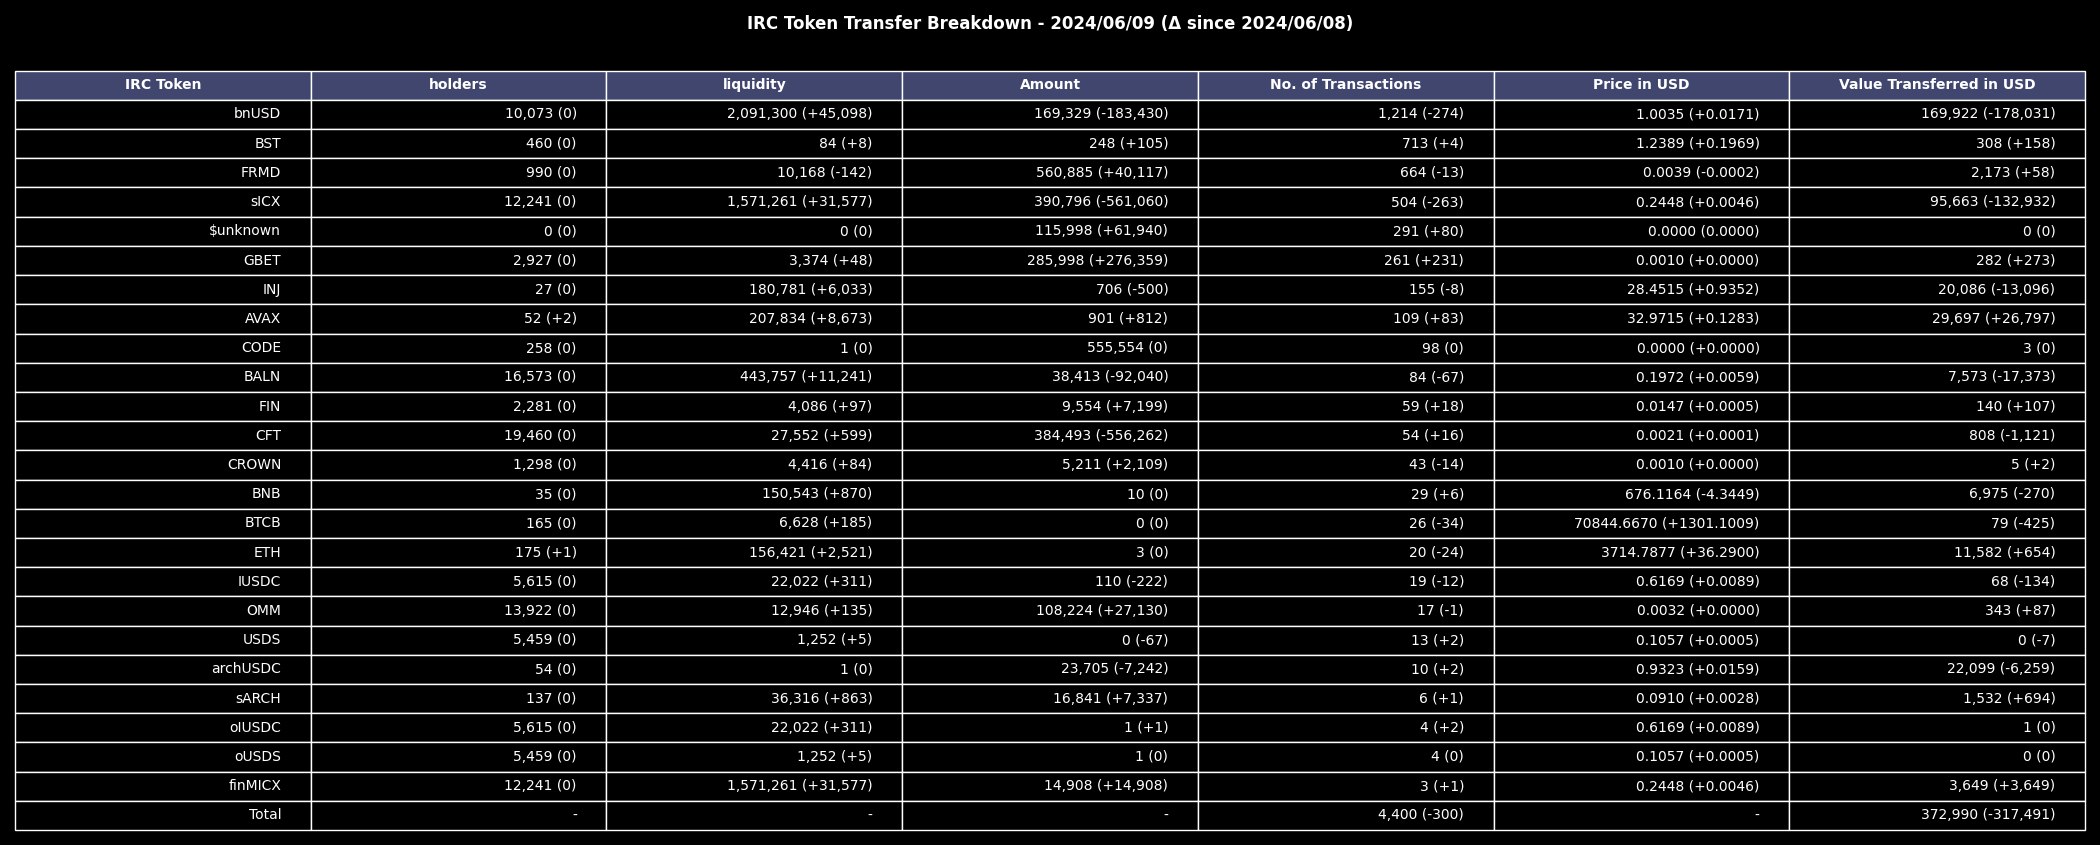 IRC Token Transfer Breakdown - 2024/06/09 (Δ since 2024/06/08)
IRC Token holders liquidity Amount No. of Transactions Price in USD Value Transferred in USD
bnUSD 10,073 (0) 2,091,300 (+45,098) 169,329 (-183,430) 1,214 (-274) 1.0035 (+0.0171) 169,922 (-178,031)
BST 460 (0) 84 (+8) 248 (+105) 713 (+4) 1.2389 (+0.1969) 308 (+158)
FRMD 990 (0) 10,168 (-142) 560,885 (+40,117) 664 (-13) 0.0039 (-0.0002) 2,173 (+58)
sICX 12,241 (0) 1,571,261 (+31,577) 390,796 (-561,060) 504 (-263) 0.2448 (+0.0046) 95,663 (-132,932)
$unknown 0 (0) 0 (0) 115,998 (+61,940) 291 (+80) 0.0000 (0.0000) 0 (0)
GBET 2,927 (0) 3,374 (+48) 285,998 (+276,359) 261 (+231) 0.0010 (+0.0000) 282 (+273)
INJ 27 (0) 180,781 (+6,033) 706 (-500) 155 (-8) 28.4515 (+0.9352) 20,086 (-13,096)
AVAX 52 (+2) 207,834 (+8,673) 901 (+812) 109 (+83) 32.9715 (+0.1283) 29,697 (+26,797)
CODE 258 (0) 1 (0) 555,554 (0) 98 (0) 0.0000 (+0.0000) 3 (0)
BALN 16,573 (0) 443,757 (+11,241) 38,413 (-92,040) 84 (-67) 0.1972 (+0.0059) 7,573 (-17,373)
FIN 2,281 (0) 4,086 (+97) 9,554 (+7,199) 59 (+18) 0.0147 (+0.0005) 140 (+107)
CFT 19,460 (0) 27,552 (+599) 384,493 (-556,262) 54 (+16) 0.0021 (+0.0001) 808 (-1,121)
CROWN 1,298 (0) 4,416 (+84) 5,211 (+2,109) 43 (-14) 0.0010 (+0.0000) 5 (+2)
BNB 35 (0) 150,543 (+870) 10 (0) 29 (+6) 676.1164 (-4.3449) 6,975 (-270)
BTCB 165 (0) 6,628 (+185) 0 (0) 26 (-34) 70844.6670 (+1301.1009) 79 (-425)
ETH 175 (+1) 156,421 (+2,521) 3 (0) 20 (-24) 3714.7877 (+36.2900) 11,582 (+654)
IUSDC 5,615 (0) 22,022 (+311) 110 (-222) 19 (-12) 0.6169 (+0.0089) 68 (-134)
OMM 13,922 (0) 12,946 (+135) 108,224 (+27,130) 17 (-1) 0.0032 (+0.0000) 343 (+87)
USDS 5,459 (0) 1,252 (+5) 0 (-67) 13 (+2) 0.1057 (+0.0005) 0 (-7)
archUSDC 54 (0) 1 (0) 23,705 (-7,242) 10 (+2) 0.9323 (+0.0159) 22,099 (-6,259)
sARCH 137 (0) 36,316 (+863) 16,841 (+7,337) 6 (+1) 0.0910 (+0.0028) 1,532 (+694)
oIUSDC 5,615 (0) 22,022 (+311) 1 (+1) 4 (+2) 0.6169 (+0.0089) 1 (0)
oUSDS 5,459 (0) 1,252 (+5) 1 (0) 4 (0) 0.1057 (+0.0005) 0 (0)
finMICX 12,241 (0) 1,571,261 (+31,577) 14,908 (+14,908) 3 (+1) 0.2448 (+0.0046) 3,649 (+3,649)
Total - - - 4,400 (-300) - 372,990 (-317,491)